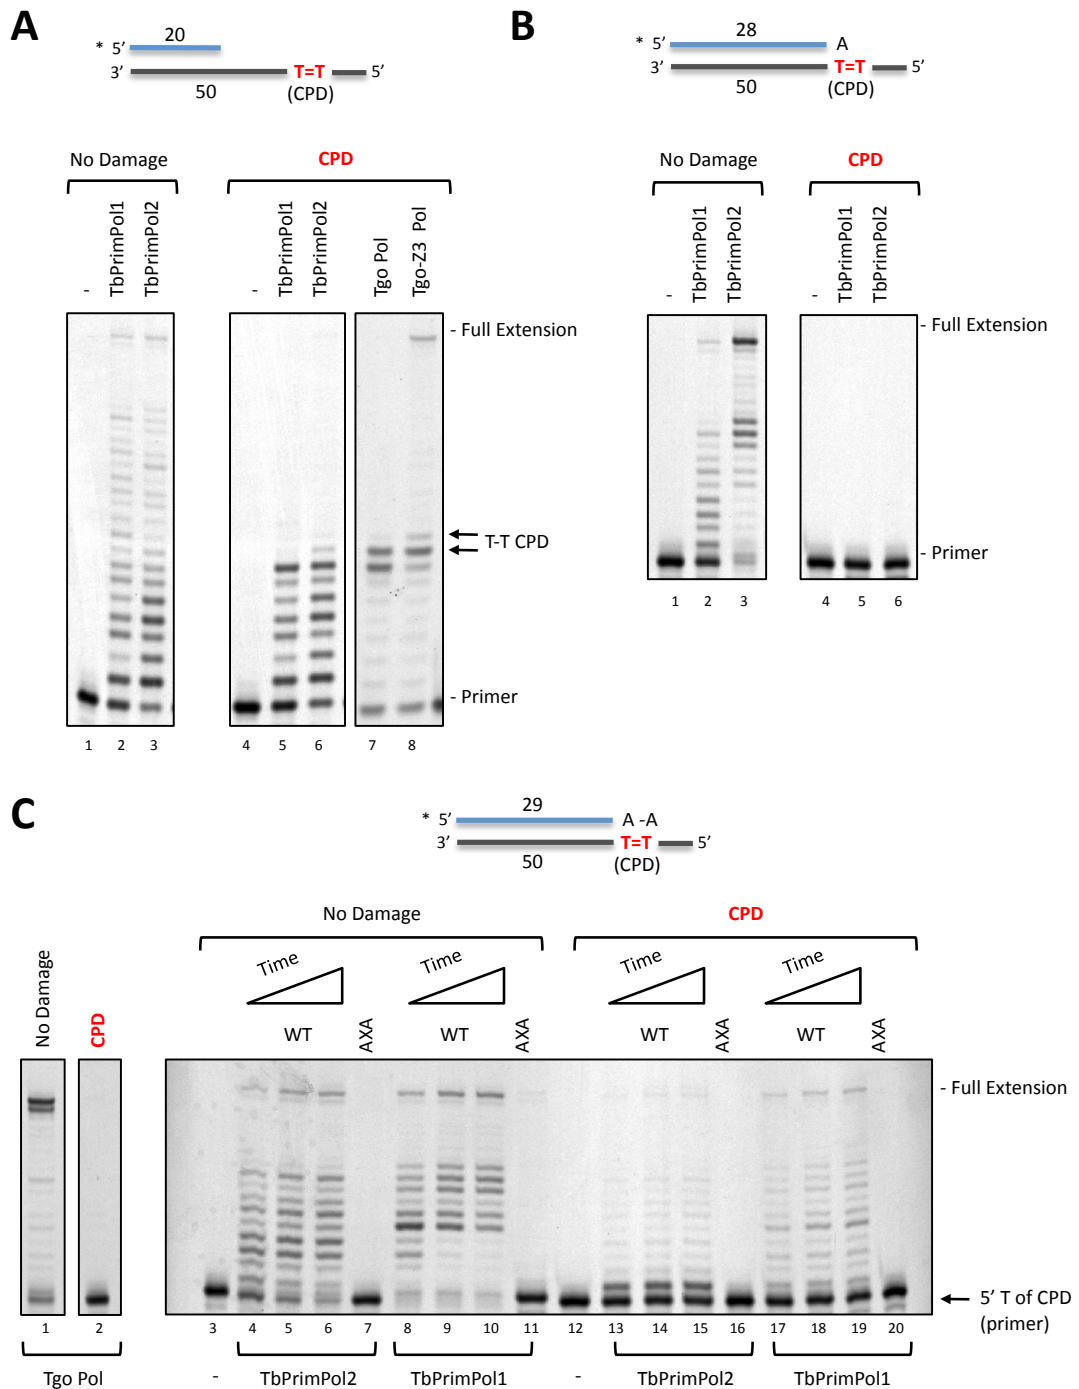 A
20
* 5’
3’ T=T 5’
50 (CPD)
No Damage
CPD
-
TbPrimPol1
TbPrimPol2
-
TbPrimPol1
TbPrimPol2
Tgo Pol
Tgo-Z3 Pol
- Full Extension
T-T CPD
- Primer
1 2 3 4 5 6 7 8
B
28 A
* 5’
3’ T=T 5’
50 (CPD)
No Damage
CPD
-
TbPrimPol1
TbPrimPol2
-
TbPrimPol1
TbPrimPol2
- Full Extension
- Primer
1 2 3 4 5 6
C
29
* 5’ A -A
3’ T=T 5’
50 (CPD)
No Damage
CPD
No Damage
CPD
Time
Time
Time
Time
WT AXA WT AXA WT AXA WT AXA
- Full Extension
5’ T of CPD
(primer)
1 2 3 4 5 6 7 8 9 10 11 12 13 14 15 16 17 18 19 20
Tgo Pol - TbPrimPol2 TbPrimPol1 - TbPrimPol2 TbPrimPol1